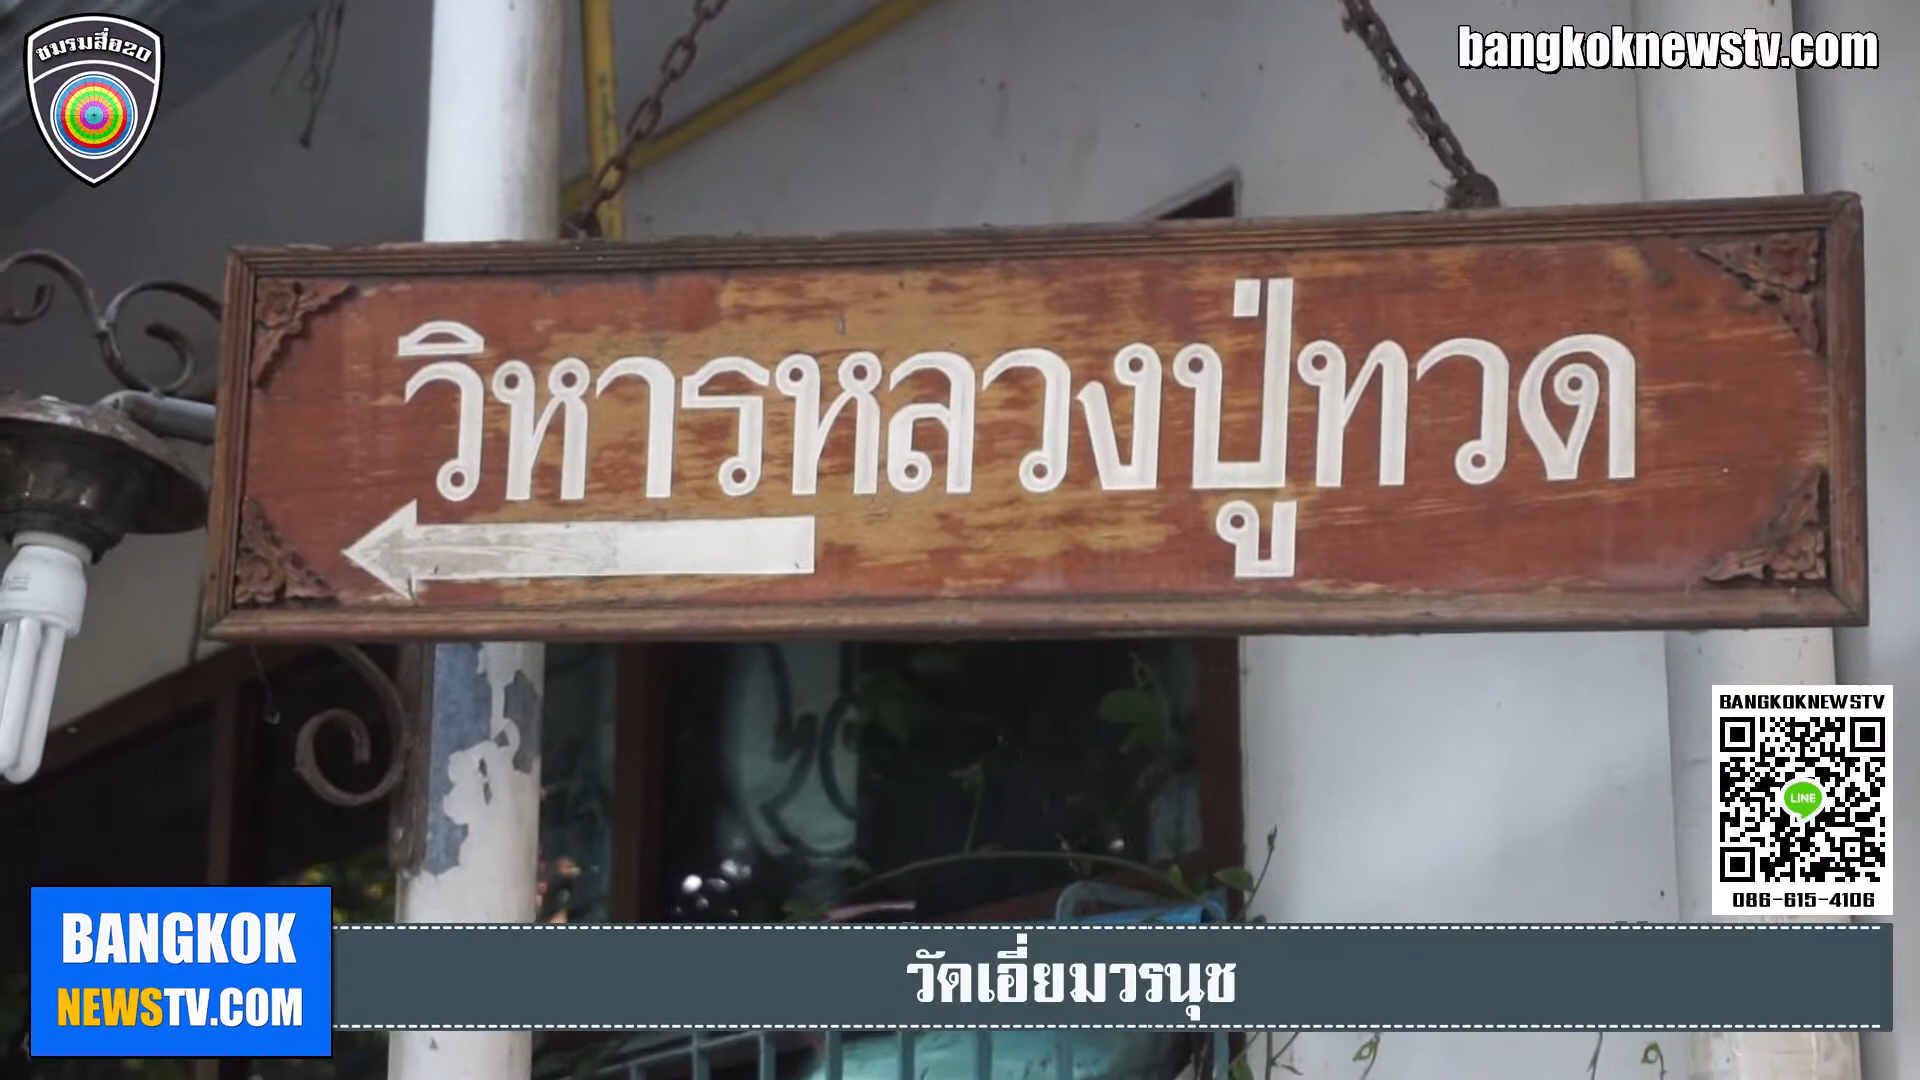 ชมรมสื่อ20
bangkoknewstv.com
วิหารหลวงปู่ทวด
BANGKOKNEWSTV
LINE
086-615-4106
BANGKOK
NEWSTV.COM
วัดเอี่ยมวรนุช